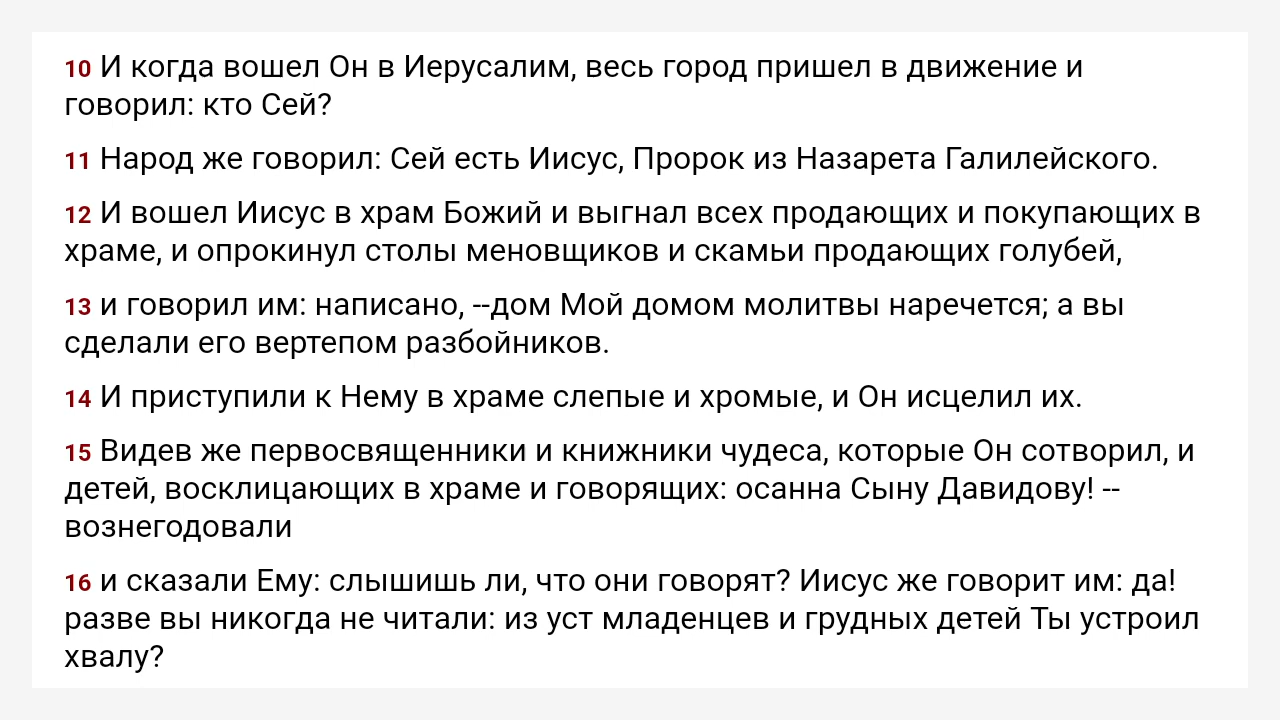 10 И когда вошел Он в Иерусалим, весь город пришел в движение и
говорил: кто Сей?
11 Народ же говорил: Сей есть Иисус, Пророк из Назарета Галилейского.
12 И вошел Иисус в храм Божий и выгнал всех продающих и покупающих в
храме, и опрокинул столы меновщиков и скамьи продающих голубей,
13 и говорил им: написано, --дом Мой домом молитвы наречется; а вы
сделали его вертепом разбойников.
14 И приступили к Нему в храме слепые и хромые, и Он исцелил их.
15 Видев же первосвященники и книжники чудеса, которые Он сотворил, и
детей, восклицающих в храме и говорящих: осанна Сыну Давидову! --
вознегодовали
16 и сказали Ему: слышишь ли, что они говорят? Иисус же говорит им: да!
разве вы никогда не читали: из уст младенцев и грудных детей Ты устроил
хвалу?